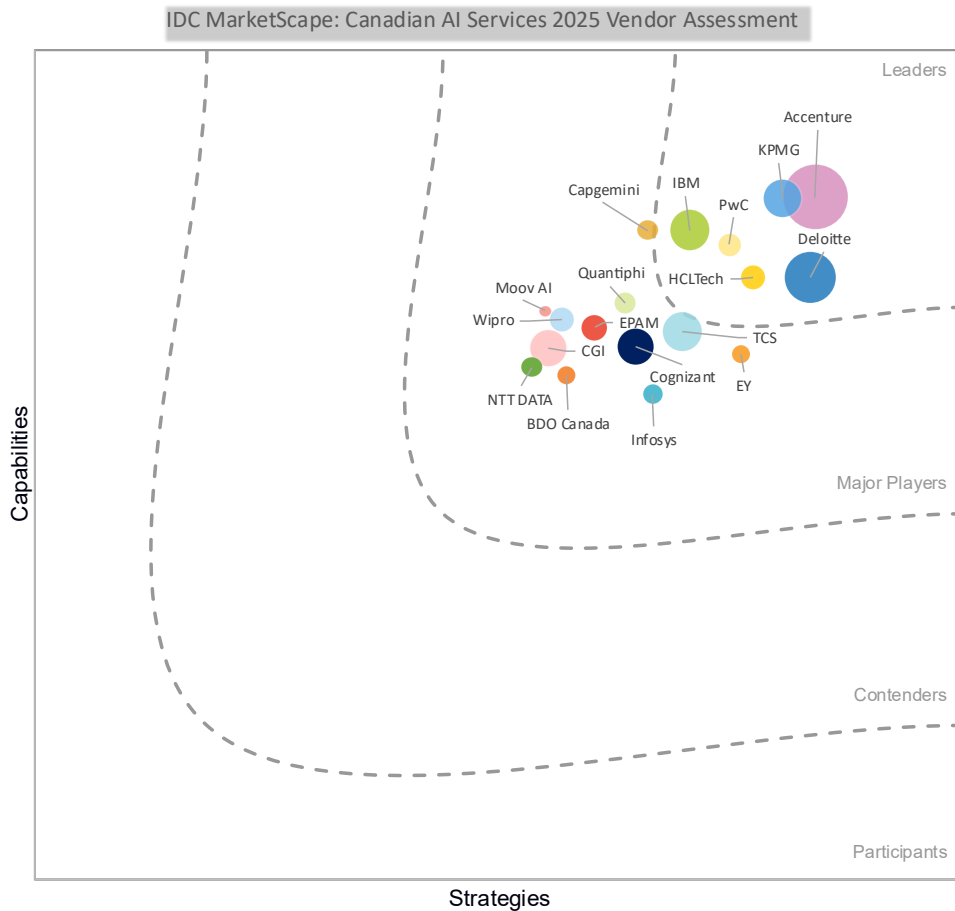 IDC MarketScape: Canadian AI Services 2025 Vendor Assessment
Leaders
Accenture
KPMG
Capgemini
IBM
PwC
Deloitte
Quantiphi
HCLTech
Moov AI
Wipro
EPAM
TCS
CGI
Cognizant
EY
NTT DATA
BDO Canada
Infosys
Major Players
Capabilities
Contenders
Participants
Strategies